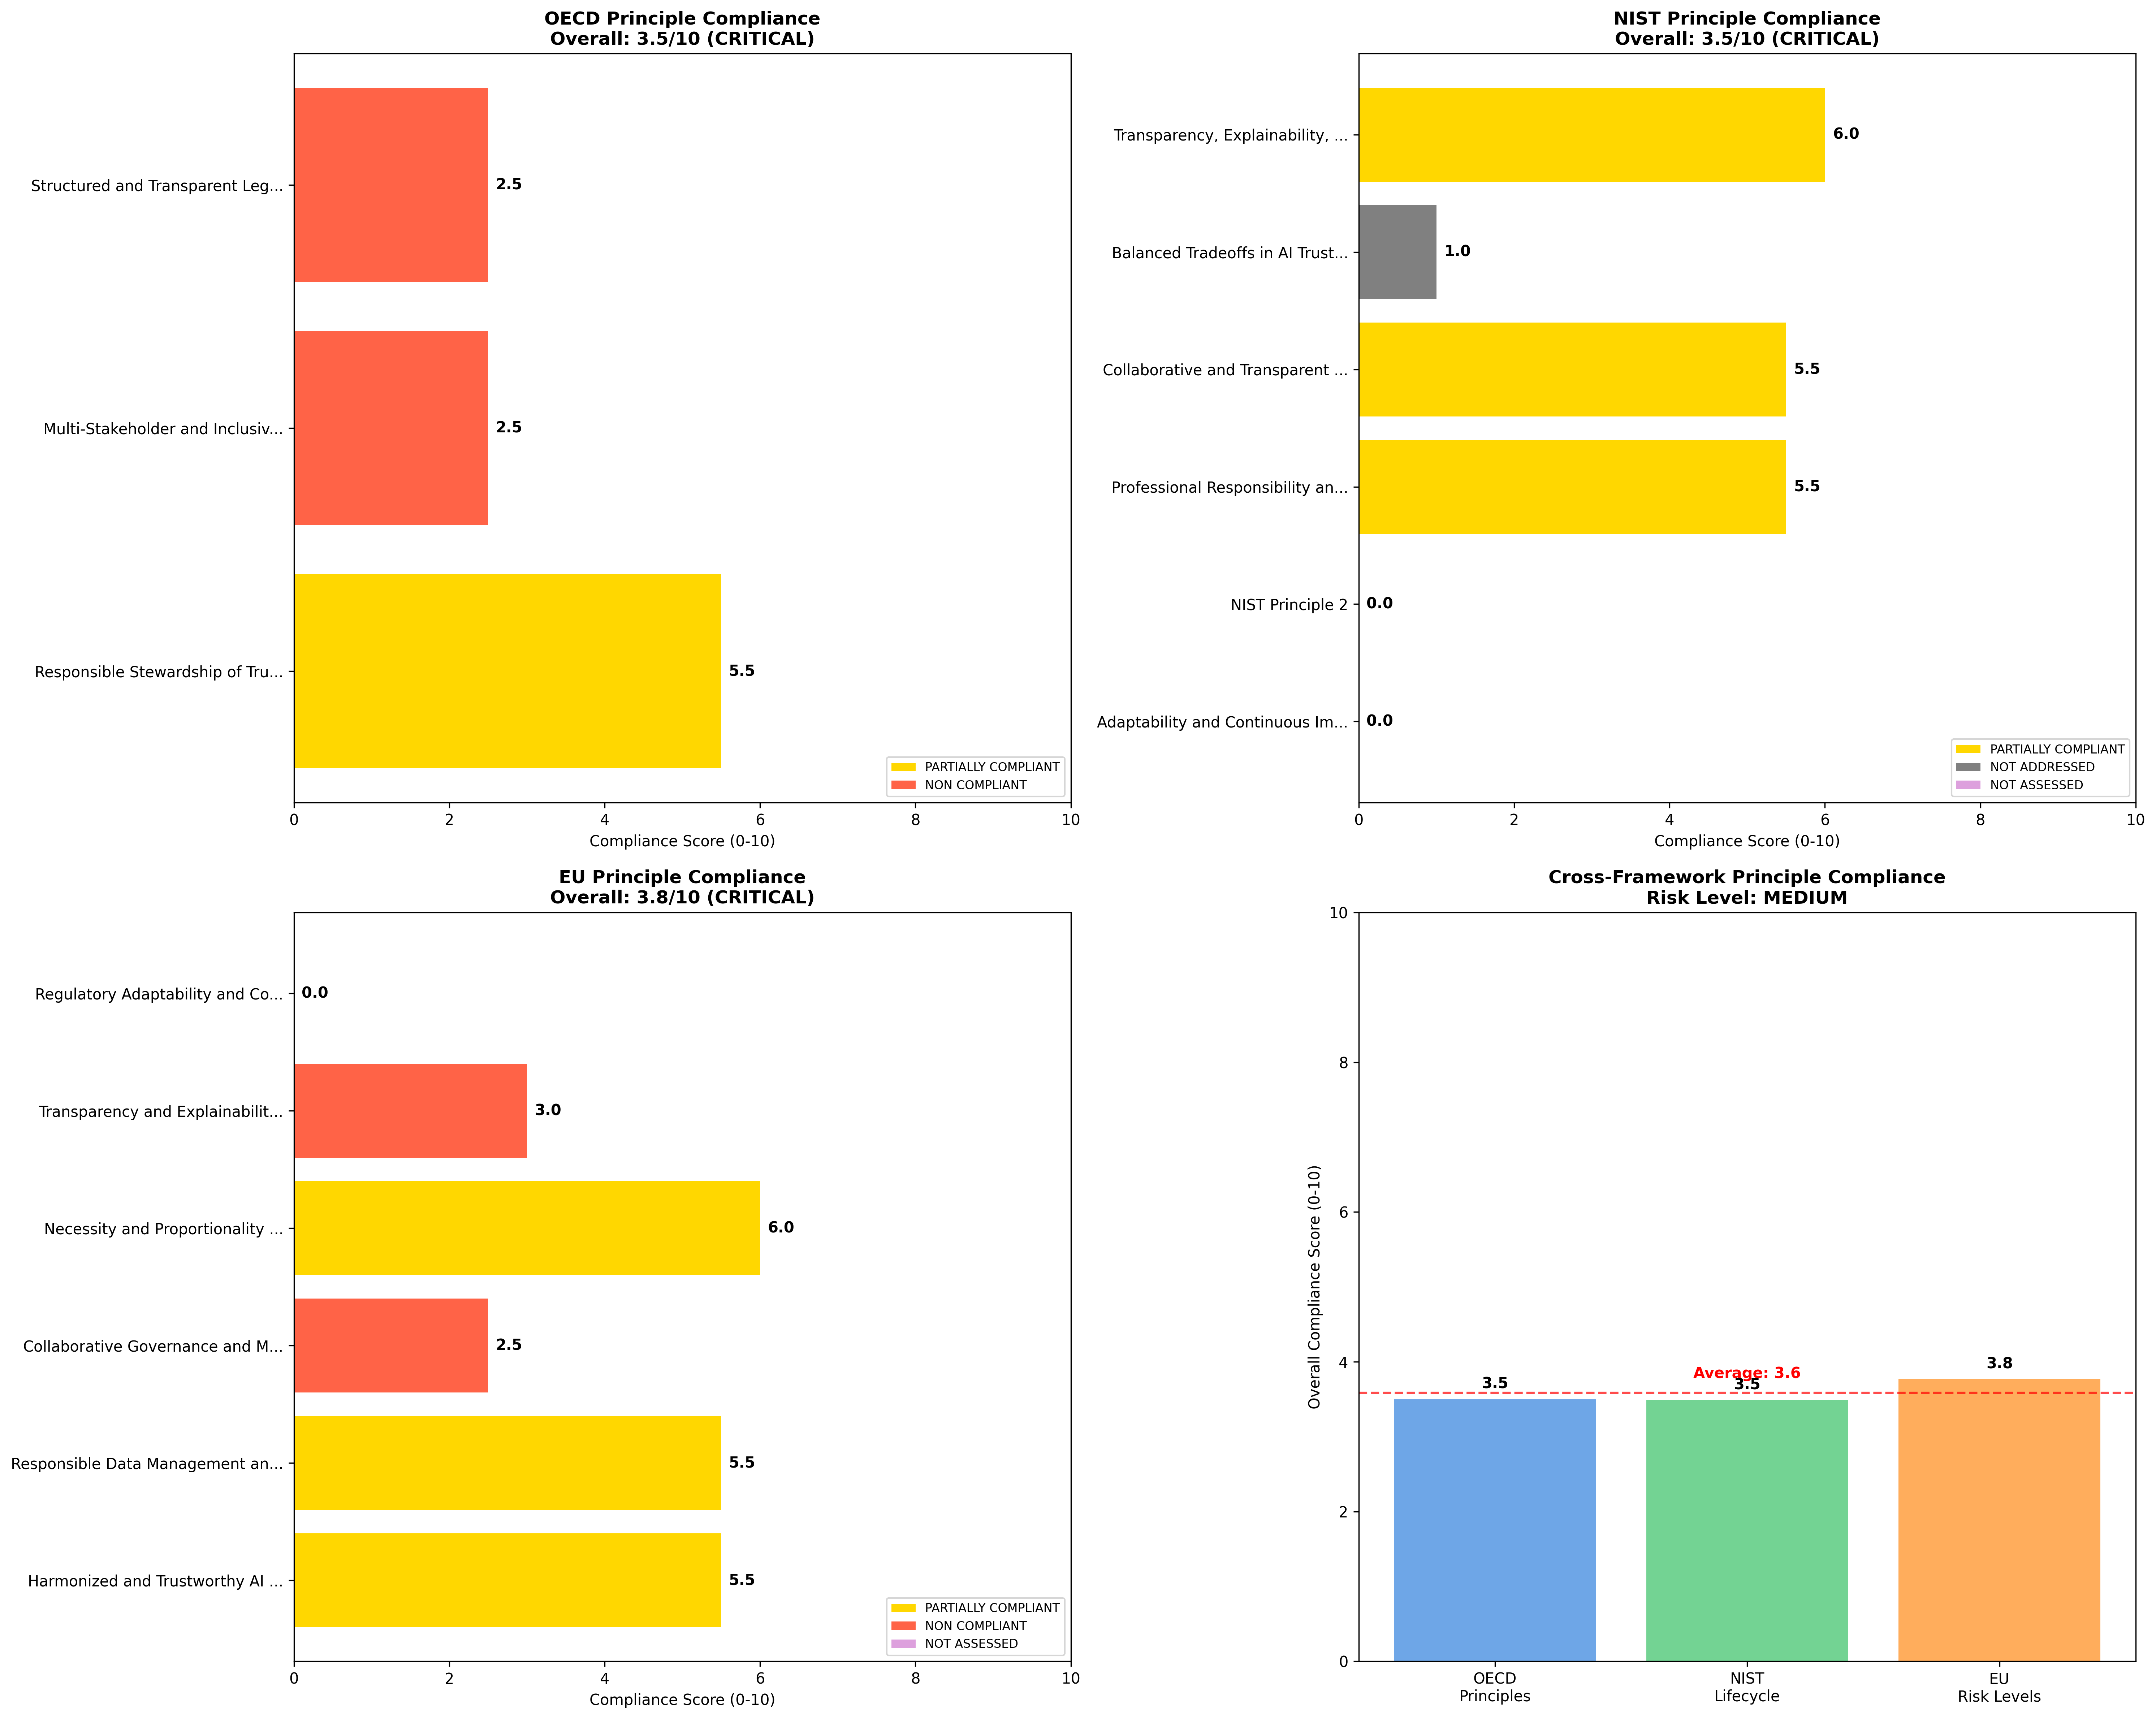 OECD Principle Compliance
Overall: 3.5/10 (CRITICAL)
Structured and Transparent Leg...
2.5
Multi-Stakeholder and Inclusiv...
2.5
Responsible Stewardship of Tru...
5.5
PARTIALLY COMPLIANT
NON COMPLIANT
0 2 4 6 8 10
Compliance Score (0-10)
NIST Principle Compliance
Overall: 3.5/10 (CRITICAL)
Transparency, Explainability, ...
6.0
Balanced Tradeoffs in AI Trust...
1.0
Collaborative and Transparent ...
5.5
Professional Responsibility an...
5.5
NIST Principle 2
0.0
Adaptability and Continuous Im...
0.0
PARTIALLY COMPLIANT
NOT ADDRESSED
NOT ASSESSED
0 2 4 6 8 10
Compliance Score (0-10)
EU Principle Compliance
Overall: 3.8/10 (CRITICAL)
Regulatory Adaptability and Co...
0.0
Transparency and Explainabilit...
3.0
Necessity and Proportionality ...
6.0
Collaborative Governance and M...
2.5
Responsible Data Management an...
5.5
Harmonized and Trustworthy AI ...
5.5
PARTIALLY COMPLIANT
NON COMPLIANT
NOT ASSESSED
0 2 4 6 8 10
Compliance Score (0-10)
Cross-Framework Principle Compliance
Risk Level: MEDIUM
Overall Compliance Score (0-10)
10
8
6
4
2
0
Average: 3.6
3.5
3.5
3.8
OECD
Principles
NIST
Lifecycle
EU
Risk Levels